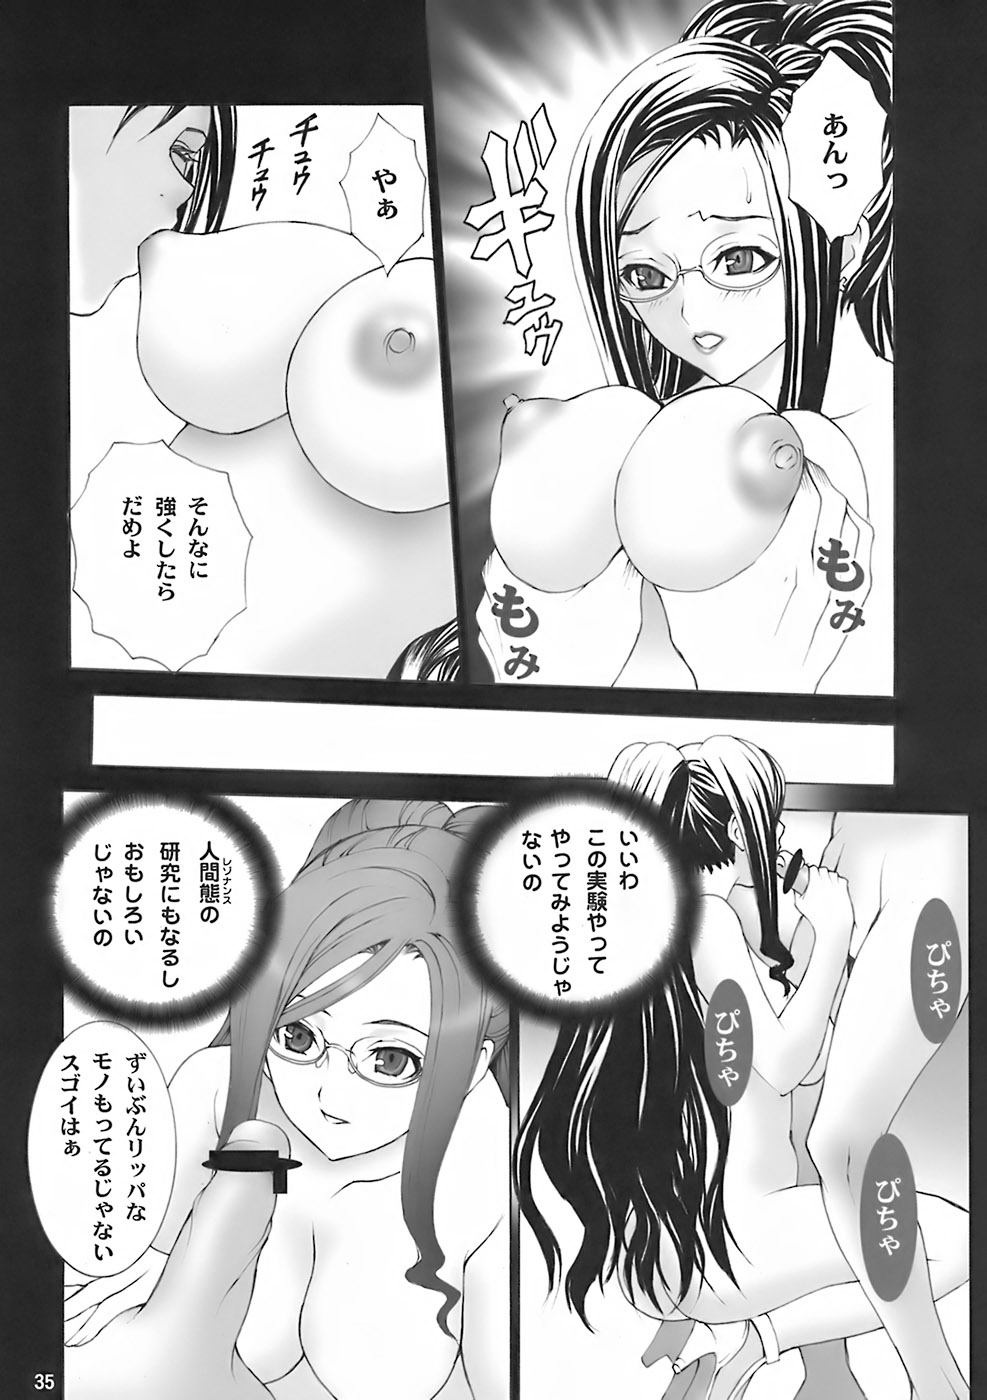 あんっ
ギュウ
もみ
もみ
やぁ
チュウ
チュウ
そんなに
強くしたら
だめよ
いいわ
この実験やって
やってみようじゃ
ないの
ぴちゃ
ぴちゃ
ぴちゃ
人間態の
レゾナンス
研究にもなるし
おもしろい
じゃないの
ずいぶんリッパな
モノもってるじゃない
スゴイはぁ
35